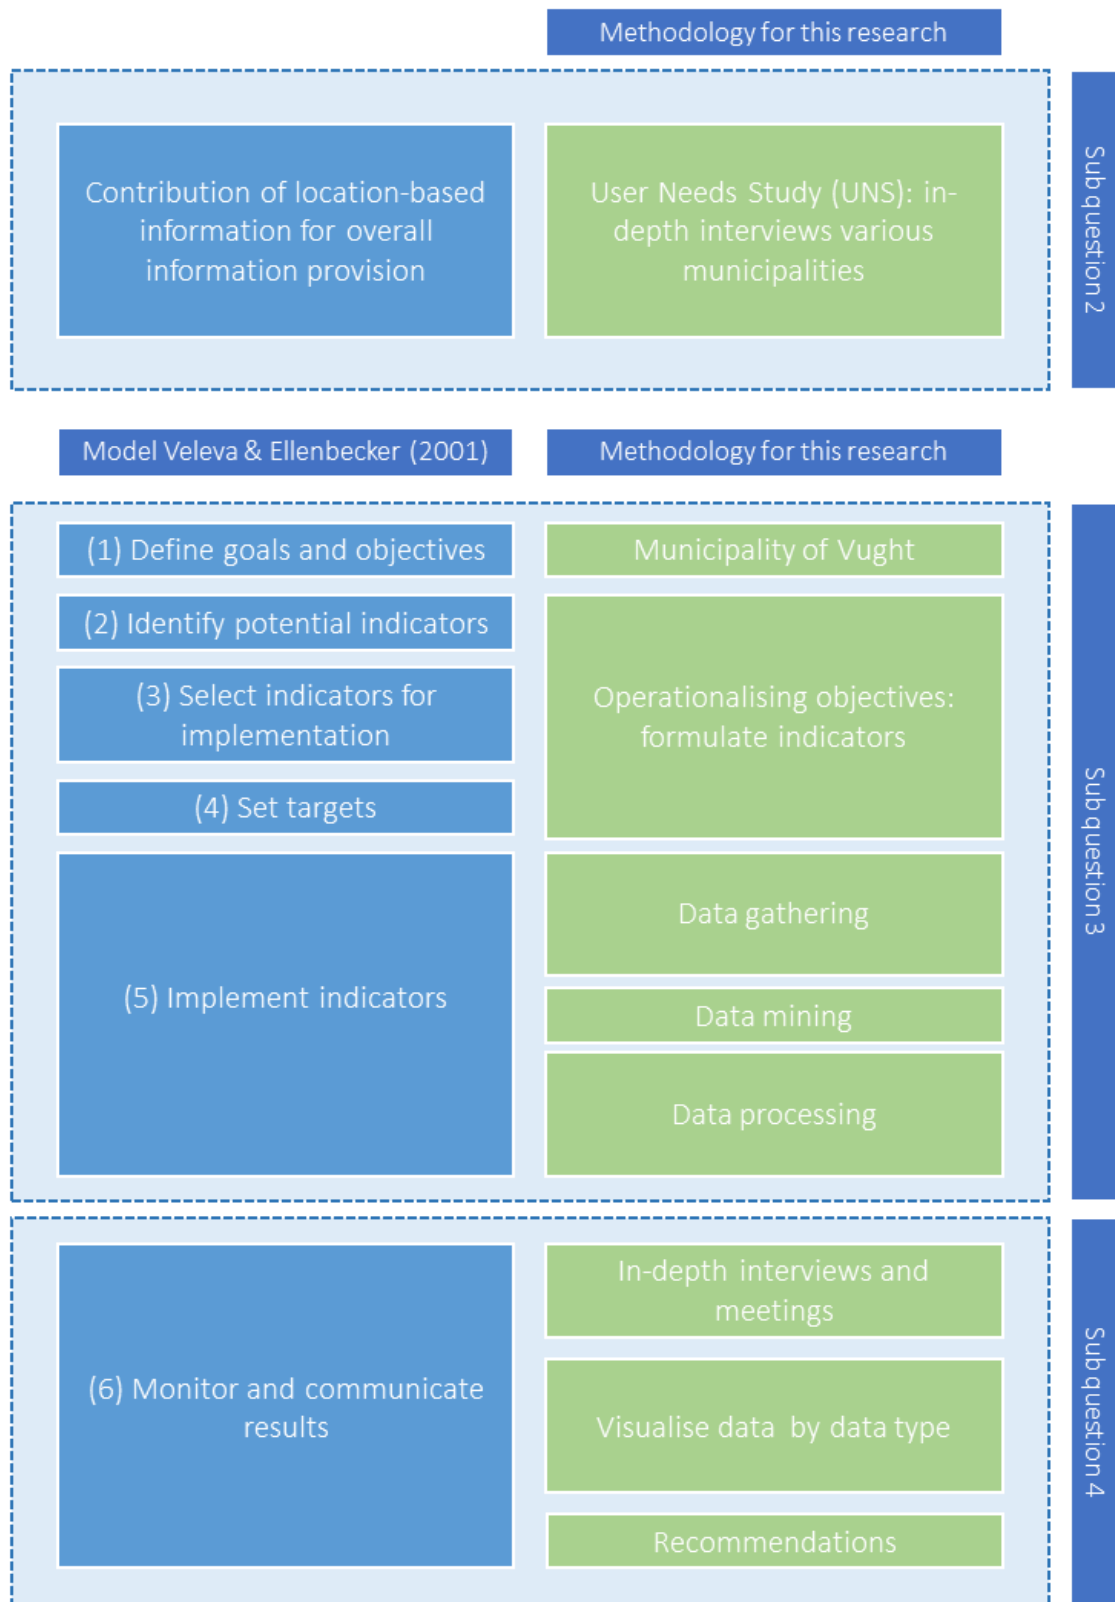 Methodology for this research
Contribution of location-based
information for overall
information provision
User Needs Study (UNS): in-
depth interviews various
municipalities
Sub question 2
Model Veleva & Ellenbecker (2001)
Methodology for this research
(1) Define goals and objectives
Municipality of Vught
(2) Identify potential indicators
(3) Select indicators for
implementation
(4) Set targets
Operationalising objectives:
formulate indicators
(5) Implement indicators
Data gathering
Data mining
Data processing
Sub question 3
(6) Monitor and communicate
results
In-depth interviews and
meetings
Visualise data by data type
Recommendations
Sub question 4